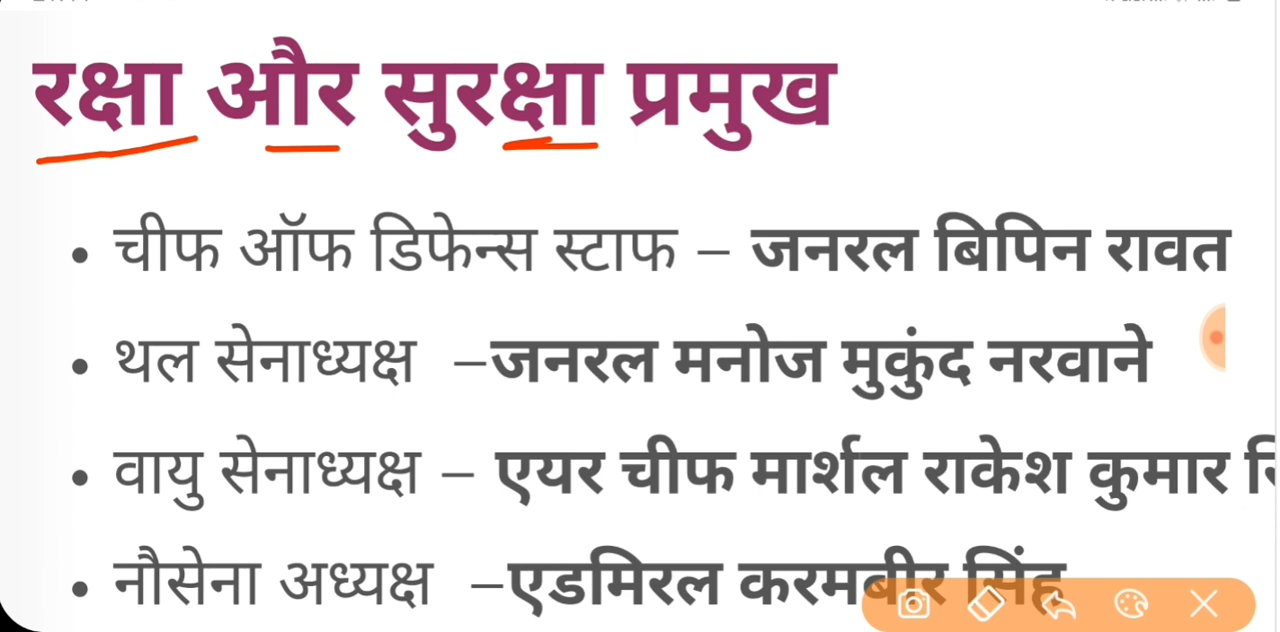 रक्षा और सुरक्षा प्रमुख
• चीफ ऑफ डिफेन्स स्टाफ – जनरल बिपिन रावत
• थल सेनाध्यक्ष –जनरल मनोज मुकुंद नरवाने
• वायु सेनाध्यक्ष – एयर चीफ मार्शल राकेश कुमार
• नौसेना अध्यक्ष –एडमिरल करमबीर सिंह